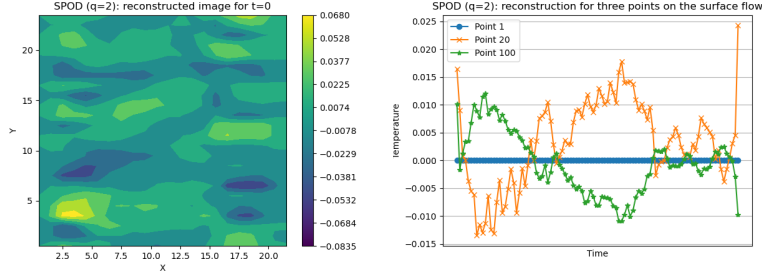 SPOD (q=2): reconstructed image for t=0
Y
20
15
10
5
2.5 5.0 7.5 10.0 12.5 15.0 17.5 20.0
X
0.0680
0.0529
0.0377
0.0225
0.0074
−0.0078
−0.0229
−0.0381
−0.0532
−0.0684
−0.0835
SPOD (q=2): reconstruction for three points on the surface flow
Point 1
Point 20
Point 100
Temperature
0.025
0.020
0.015
0.010
0.005
0.000
−0.005
−0.010
−0.015
Time